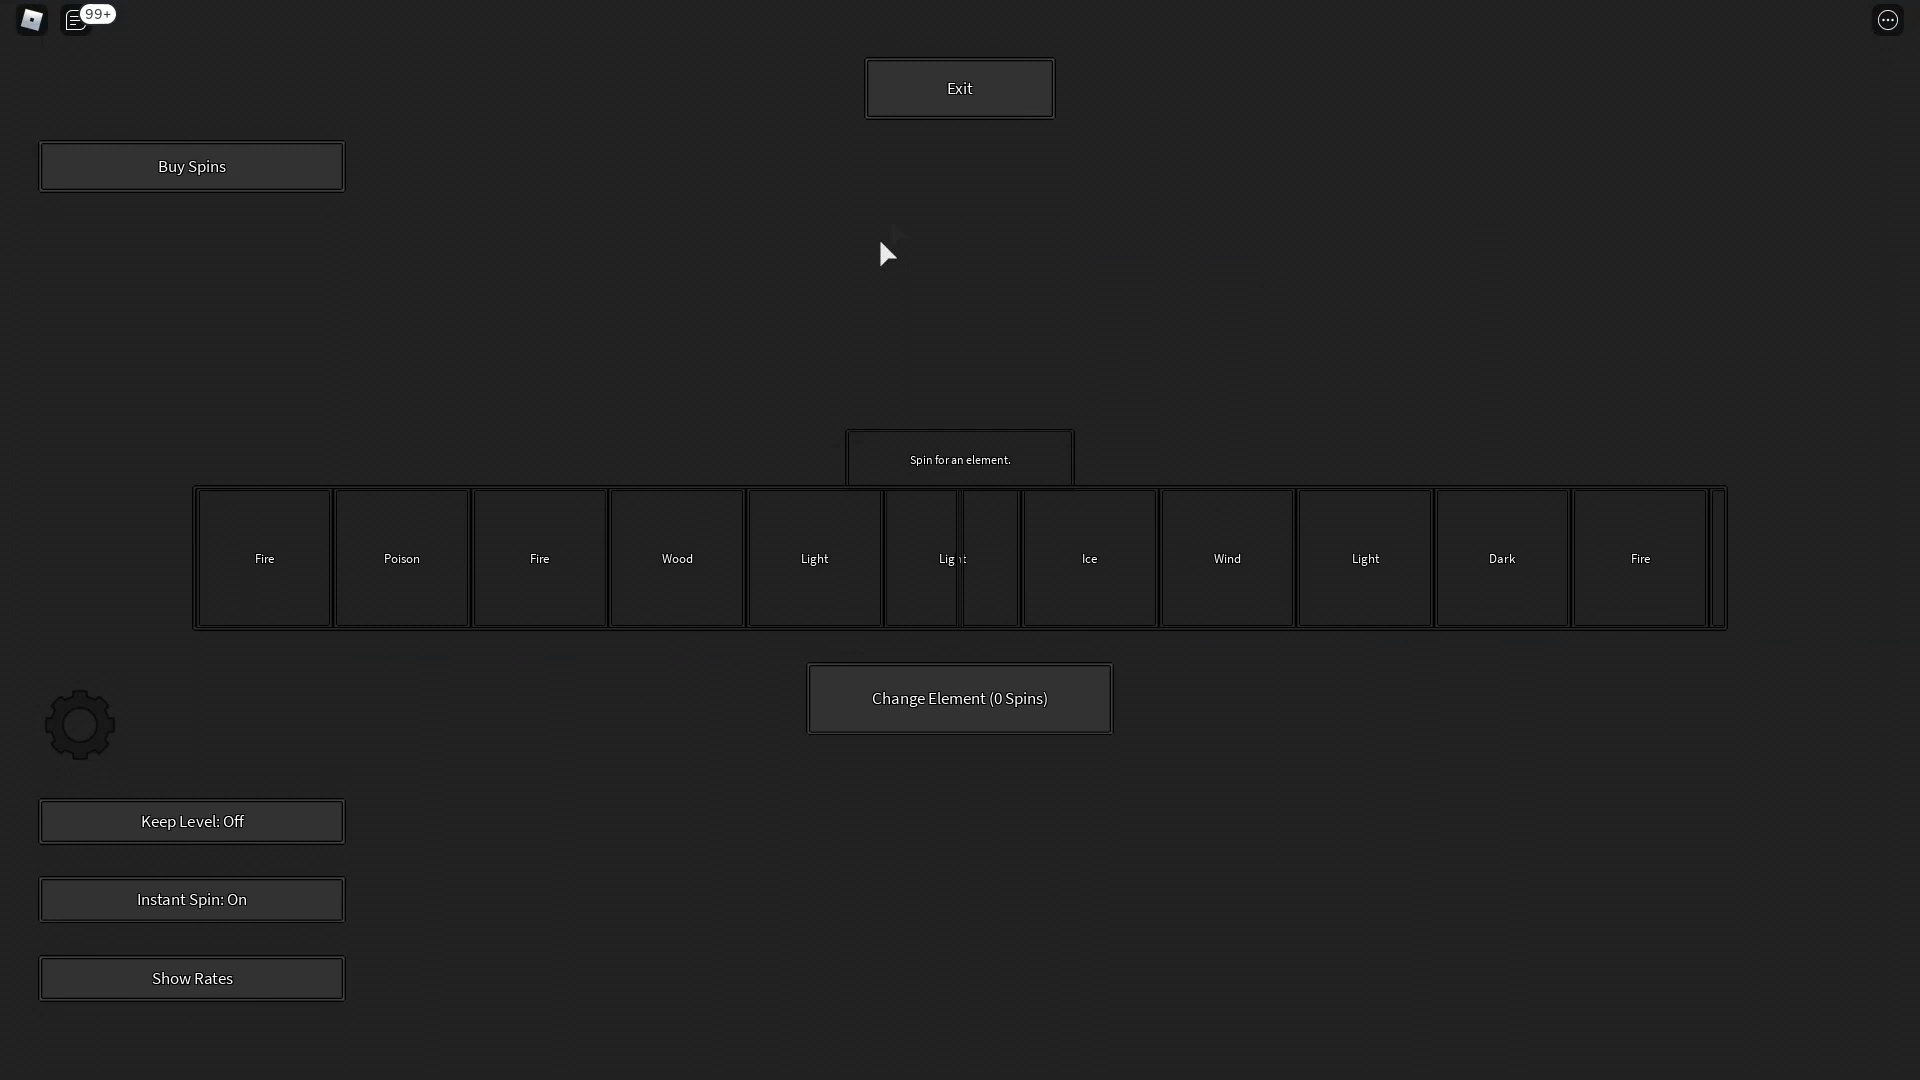 99+
Exit
Buy Spins
Spin for an element.
Fire Poison Fire Wood Light Light Ice Wind Light Dark Fire
Change Element (0 Spins)
Keep Level: Off
Instant Spin: On
Show Rates